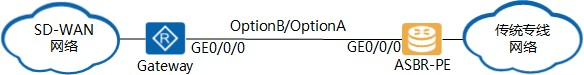 SD-WAN
网络
Gateway
GE0/0/0
OptionB/OptionA
GE0/0/0
ASBR-PE
传统专线
网络